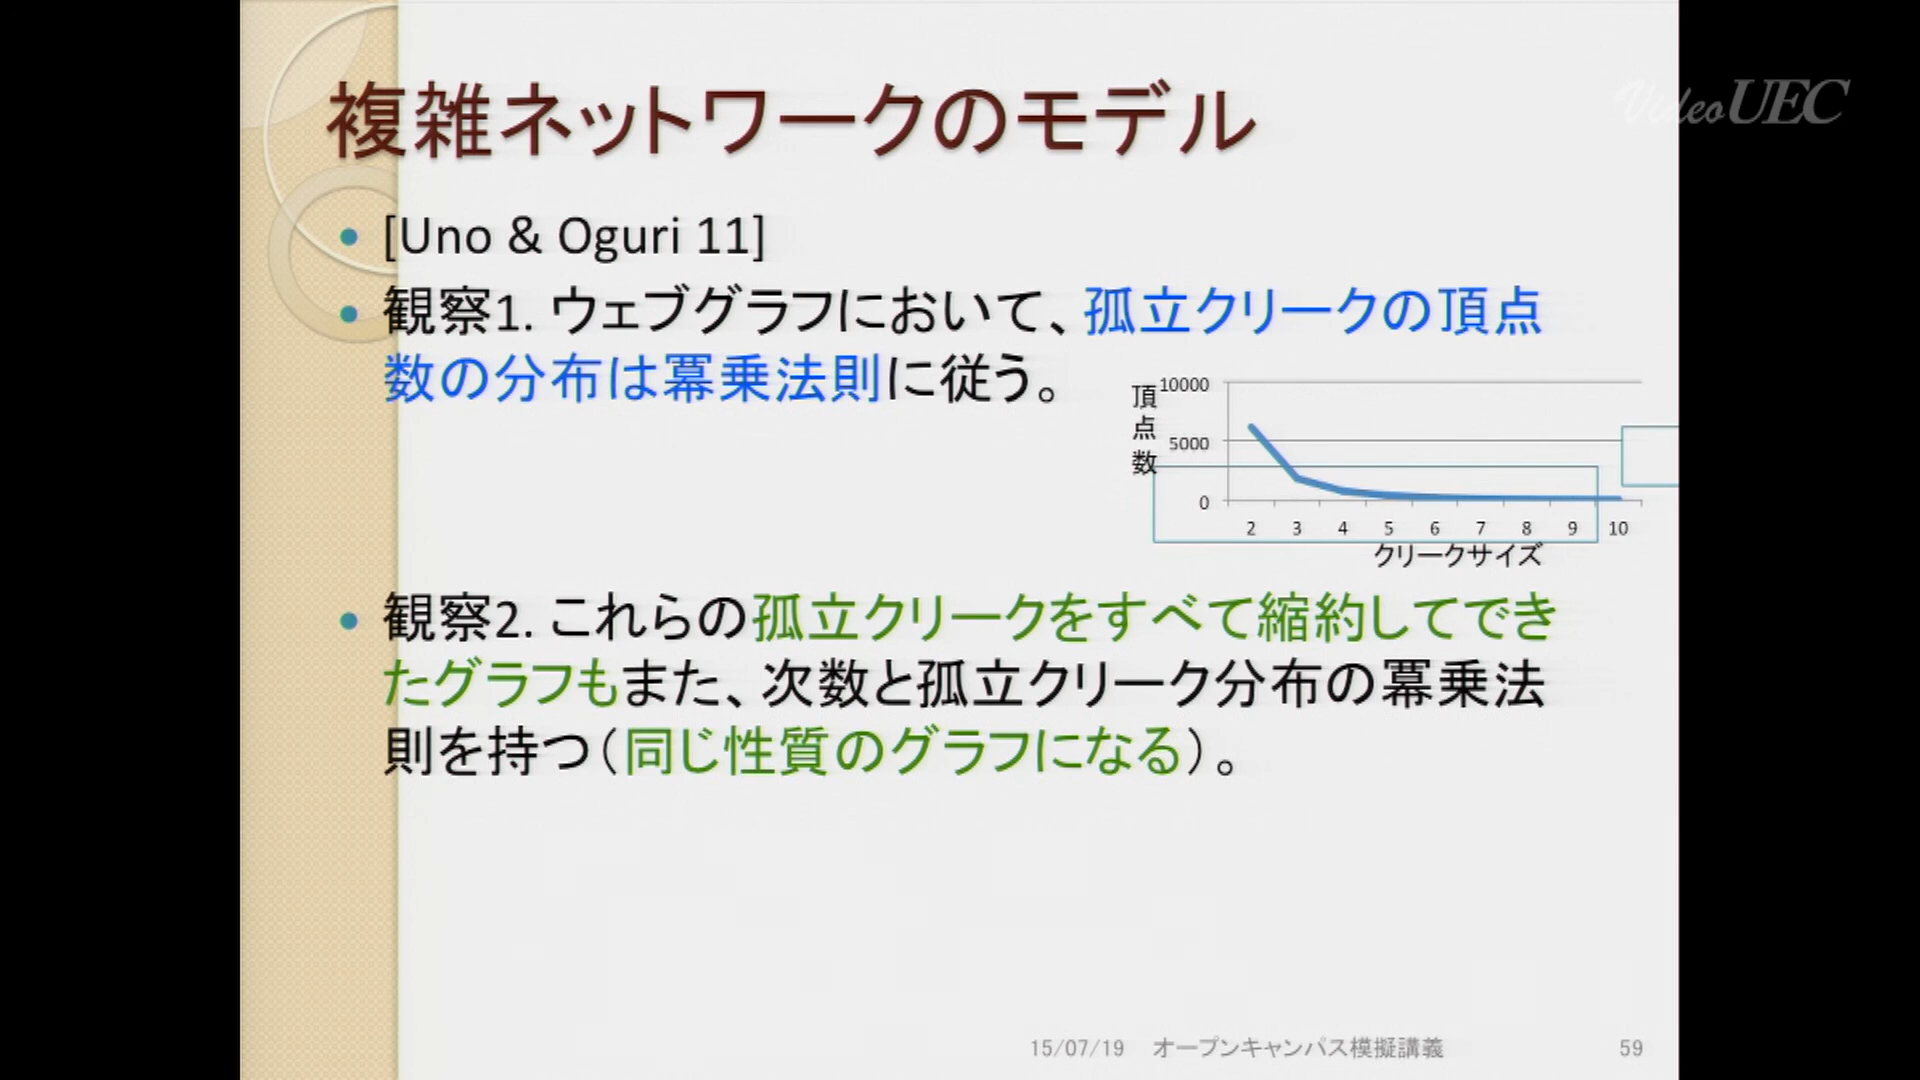 複雑ネットワークのモデル
VideoUEC
• [Uno & Oguri 11]
• 観察1. ウェブグラフにおいて、孤立クリークの頂点
数の分布は冪乗法則に従う。
頂点数
10000
5000
0
2 3 4 5 6 7 8 9 10
クリークサイズ
• 観察2. これらの孤立クリークをすべて縮約してでき
たグラフもまた、次数と孤立クリーク分布の冪乗法
則を持つ(同じ性質のグラフになる)。
15/07/19 オープンキャンパス模擬講義 59